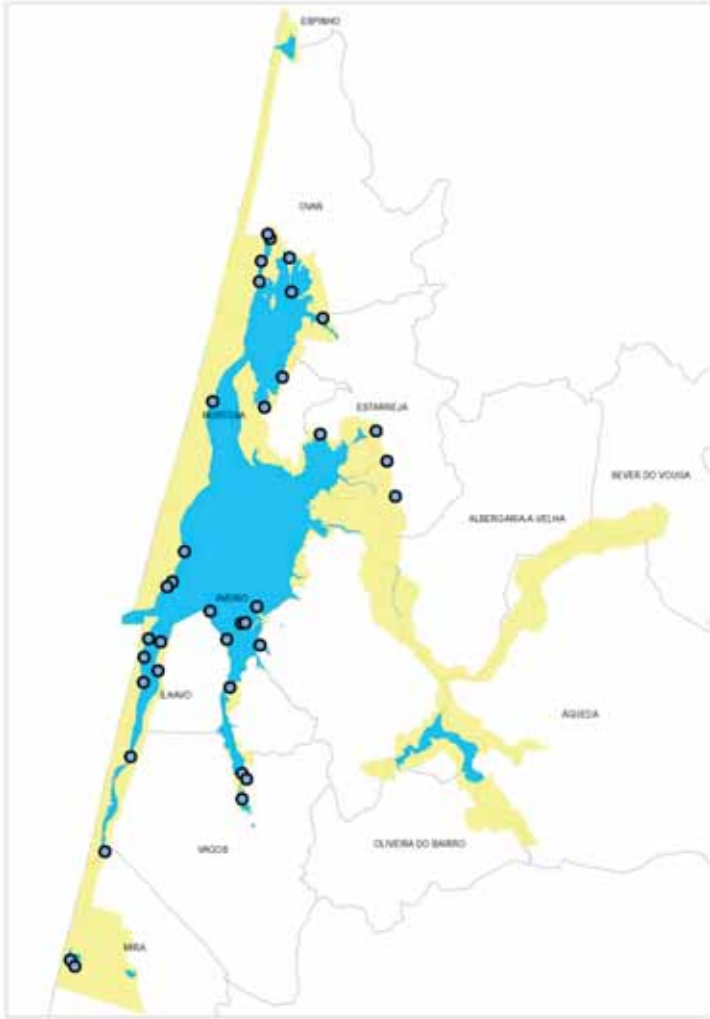 ESPINHO
OVAR
MURTOSA
ESTARREJA
SEVER DO VOUGA
ALBERGARIA-A-VELHA
AVEIRO
ÍLHAVO
ÁGUEDA
VAGOS
OLIVEIRA DO BAIRRO
MIRA